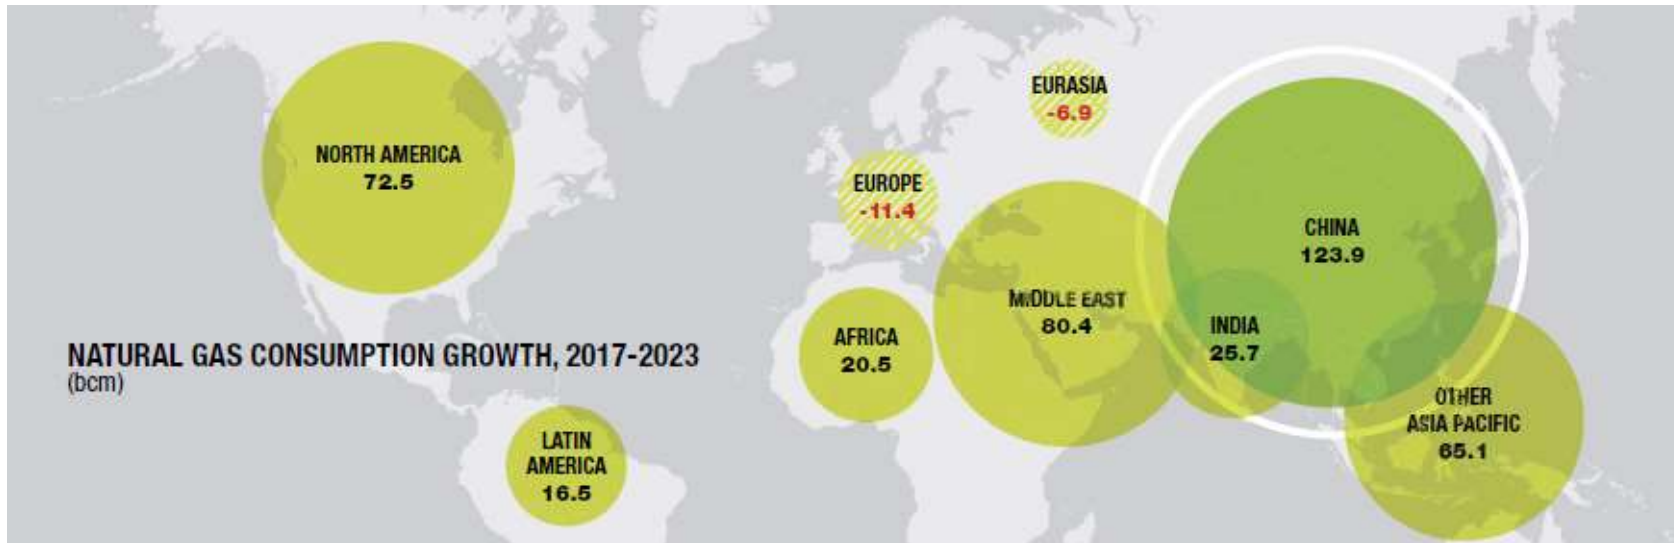 NORTH AMERICA
72.5
EURASIA
-6.9
EUROPE
-11.4
CHINA
123.9
MIDDLE EAST
80.4
INDIA
25.7
AFRICA
20.5
NATURAL GAS CONSUMPTION GROWTH, 2017-2023
(bcm)
OTHER
ASIA PACIFIC
65.1
LATIN
AMERICA
16.5